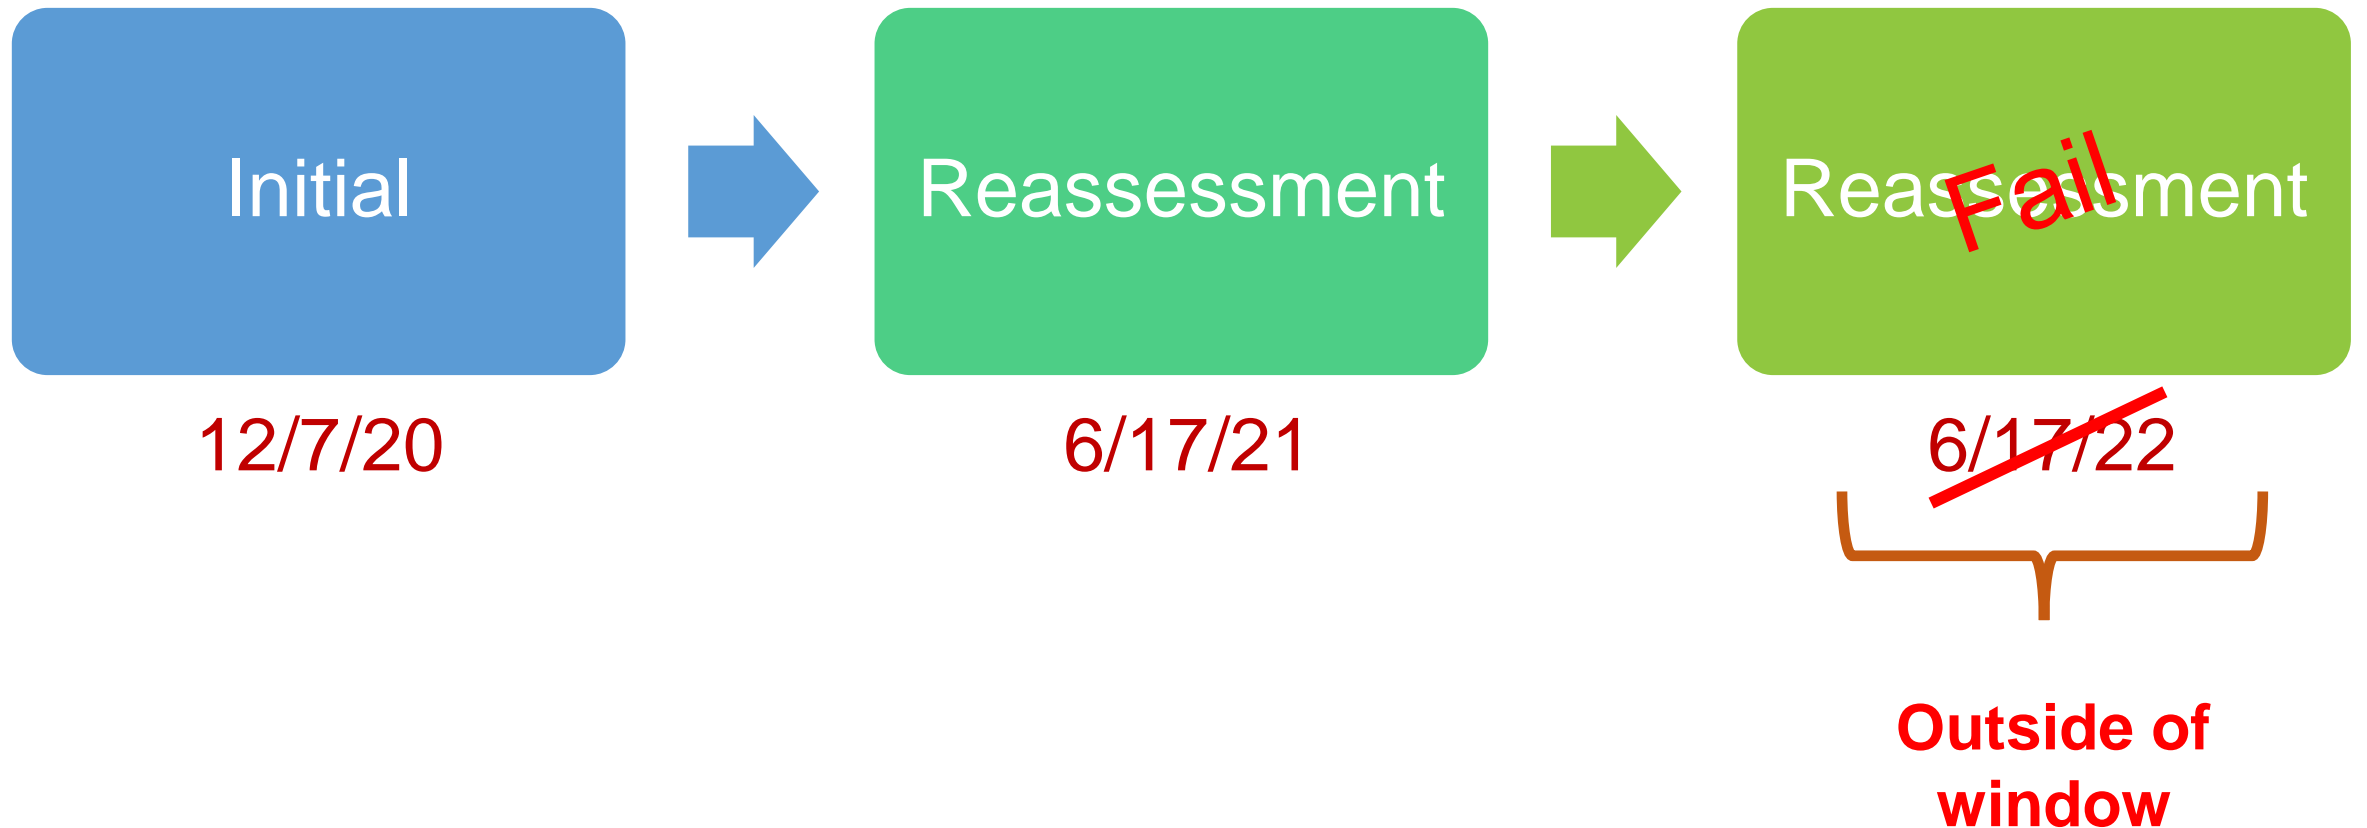 Initial
Reassessment
Reassessment
Fail
12/7/20
6/17/21
6/17/22
Outside of
window